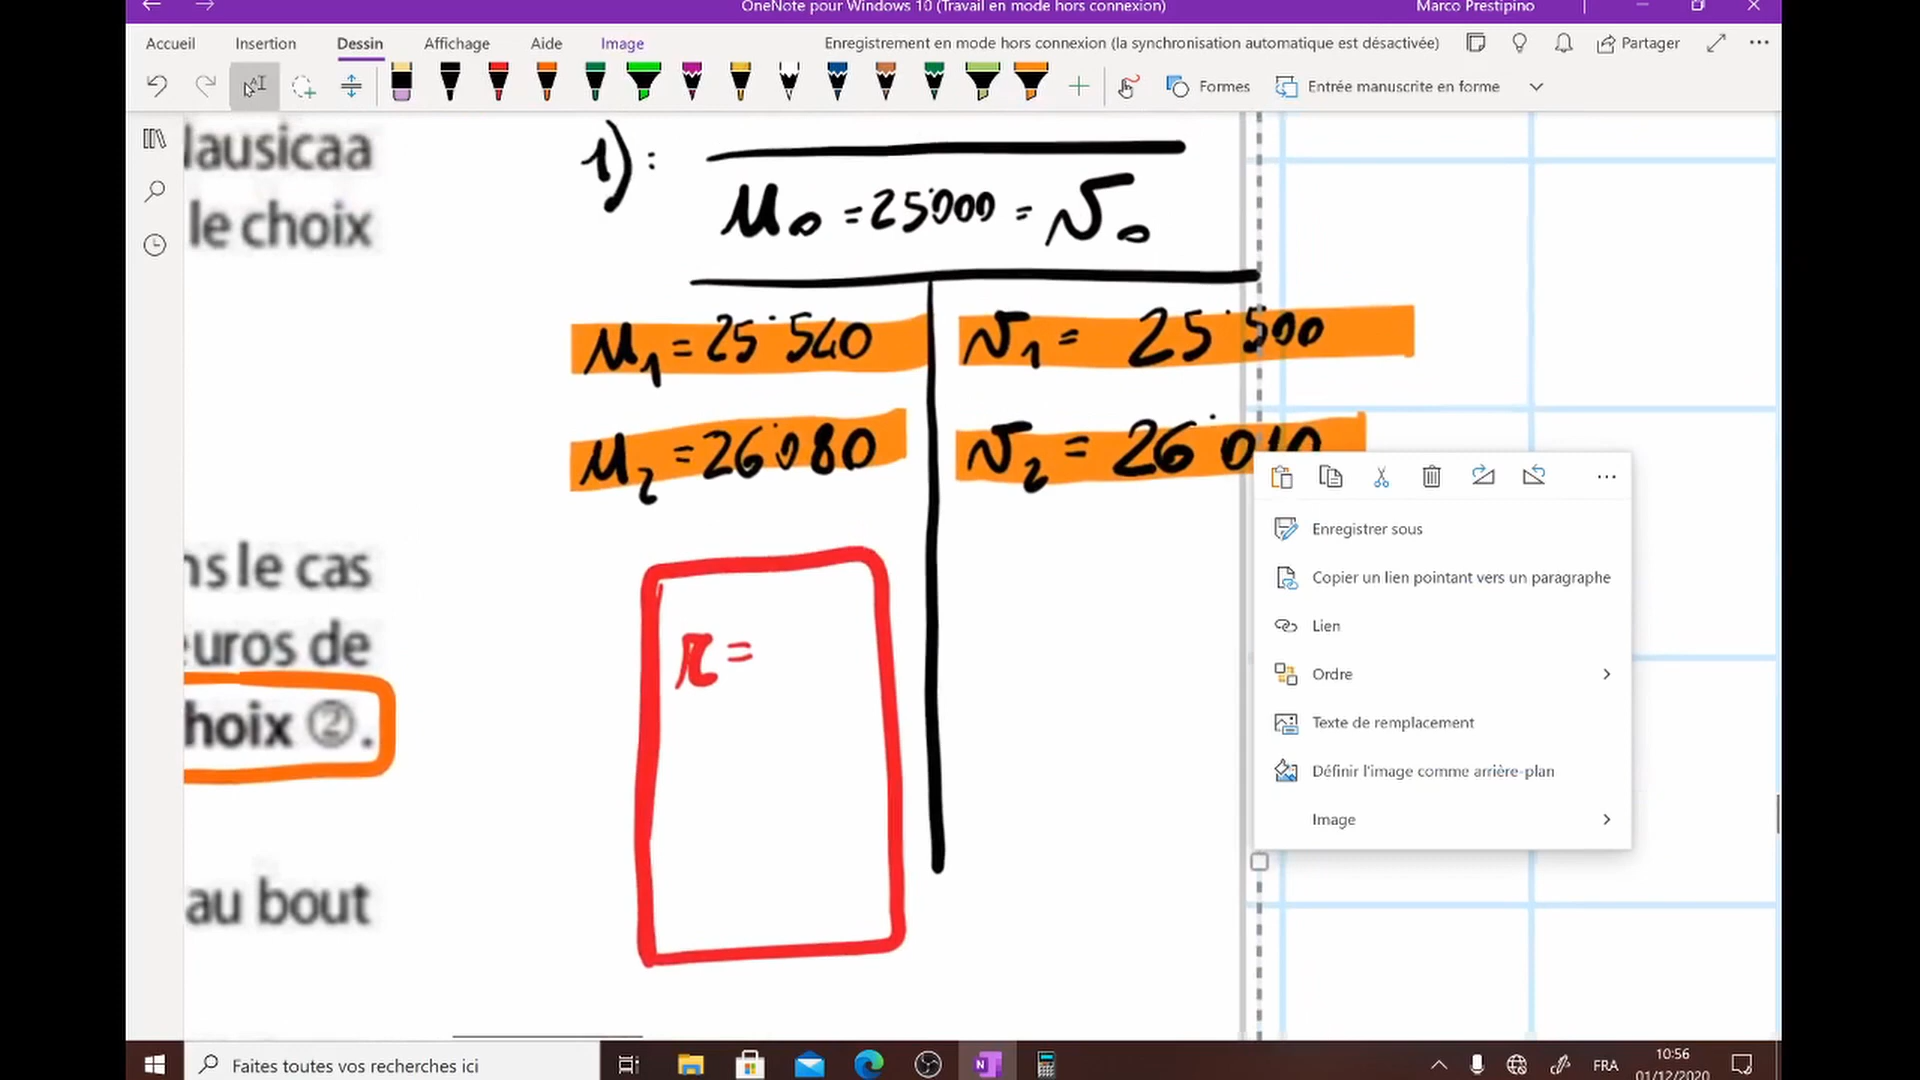 OneNote pour Windows 10 (Travail en mode hors connexion)
Marco Prestipino
Accueil Insertion Dessin Affichage Aide Image
Enregistrement en mode hors connexion (la synchronisation automatique est désactivée)
Partager
Formes
Entrée manuscrite en forme
lausicaa
le choix
ns le cas
euros de
hoix ②.
au bout
1) :
u₀ = 25'000 = v₀
u₁ = 25'540
v₁ = 25'500
u₂ = 26'080
v₂ = 26'010
r =
Enregistrer sous
Copier un lien pointant vers un paragraphe
Lien
Ordre
Texte de remplacement
Définir l'image comme arrière-plan
Image
Faites toutes vos recherches ici
FRA
10:56
01/12/2020